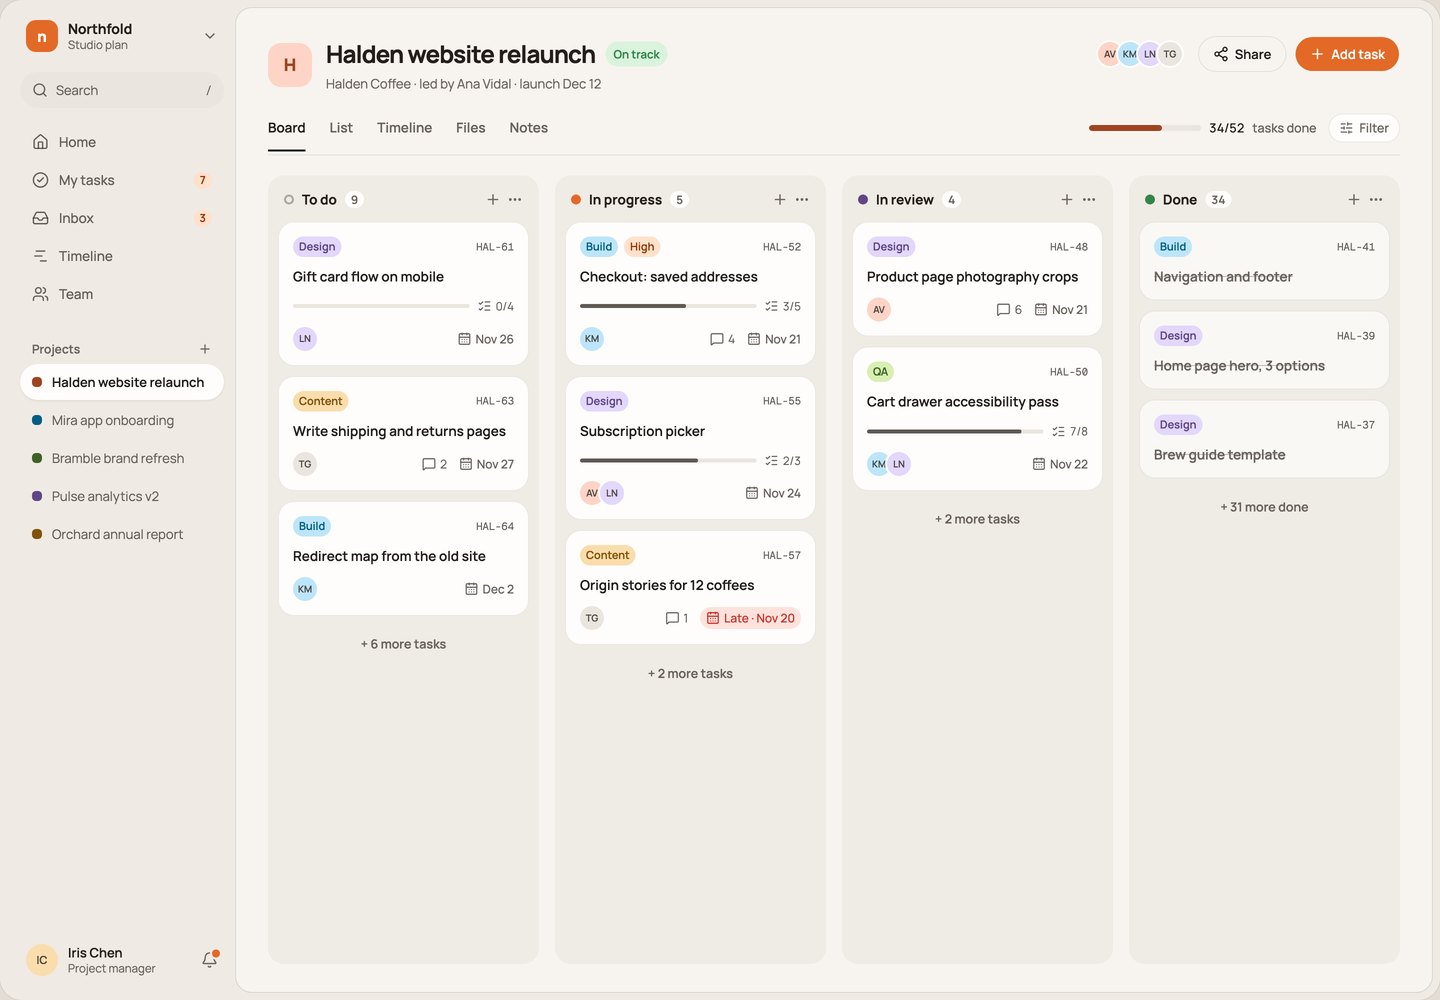 n
Northfold
Studio plan
Search /
Home
My tasks 7
Inbox 3
Timeline
Team
Projects
Halden website relaunch
Mira app onboarding
Bramble brand refresh
Pulse analytics v2
Orchard annual report
IC
Iris Chen
Project manager
H
Halden website relaunch On track
Halden Coffee · led by Ana Vidal · launch Dec 12
AV KM LN TG
Share
+ Add task
Board List Timeline Files Notes
34/52 tasks done
Filter
To do 9
Design HAL-61
Gift card flow on mobile
0/4
LN Nov 26
Content HAL-63
Write shipping and returns pages
TG 2 Nov 27
Build HAL-64
Redirect map from the old site
KM Dec 2
+ 6 more tasks
In progress 5
Build High HAL-52
Checkout: saved addresses
3/5
KM 4 Nov 21
Design HAL-55
Subscription picker
2/3
AV LN Nov 24
Content HAL-57
Origin stories for 12 coffees
TG 1 Late · Nov 20
+ 2 more tasks
In review 4
Design HAL-48
Product page photography crops
AV 6 Nov 21
QA HAL-50
Cart drawer accessibility pass
7/8
KM LN Nov 22
+ 2 more tasks
Done 34
Build HAL-41
Navigation and footer
Design HAL-39
Home page hero, 3 options
Design HAL-37
Brew guide template
+ 31 more done